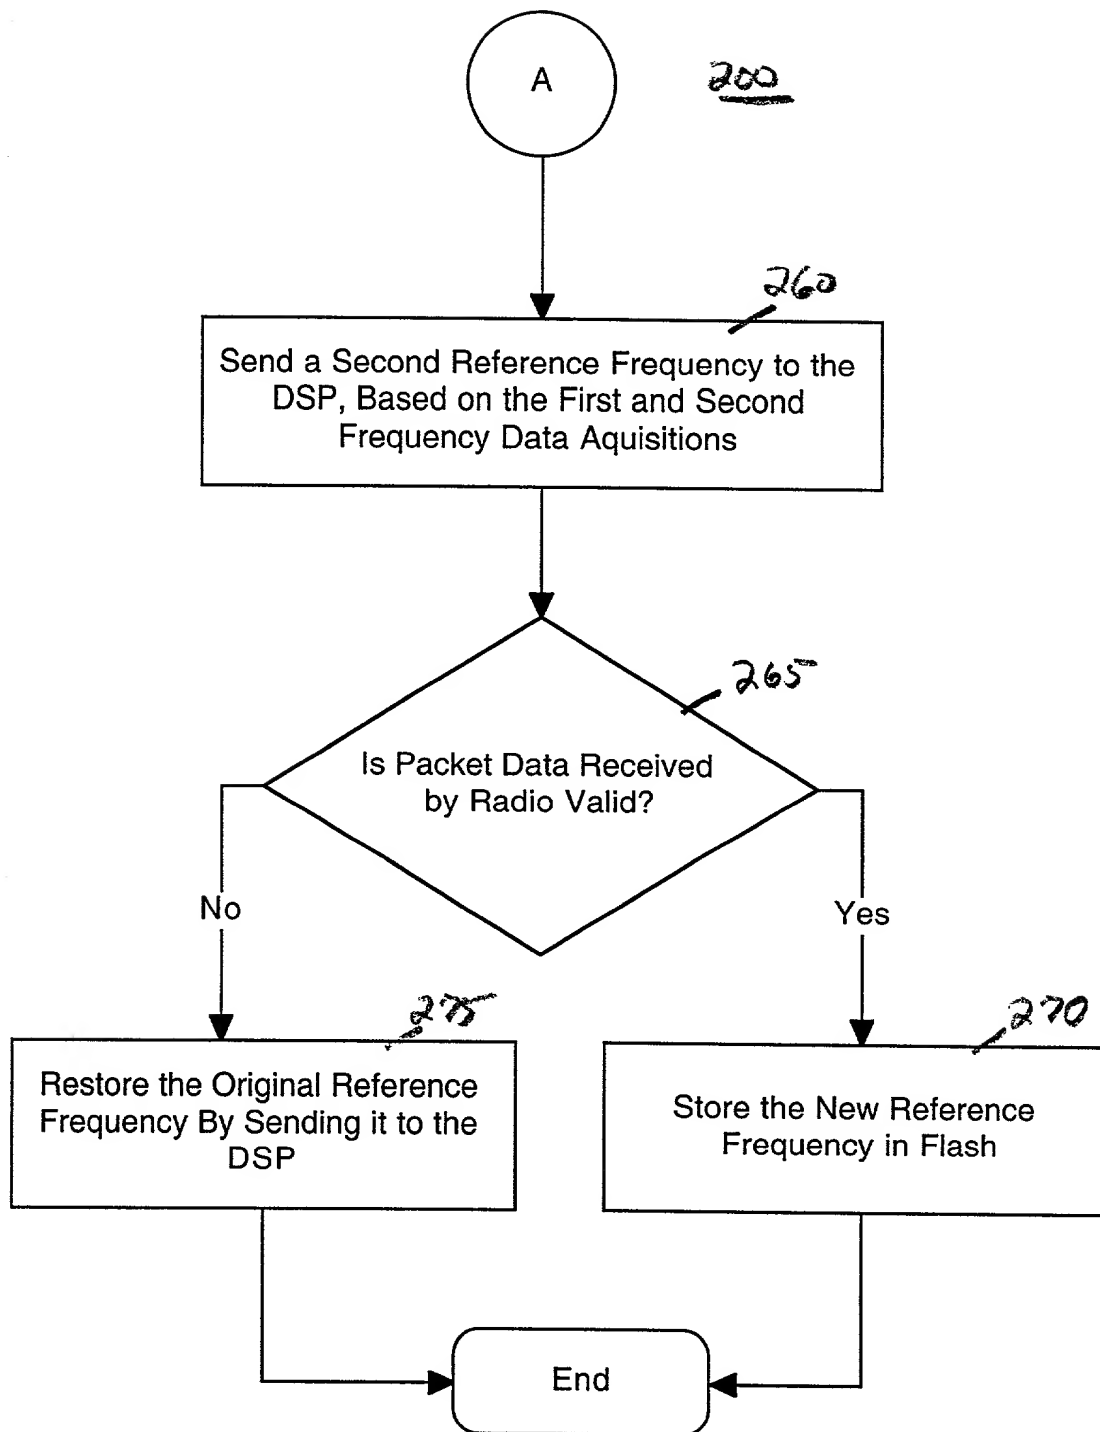 A
200
260
Send a Second Reference Frequency to the
DSP, Based on the First and Second
Frequency Data Aquisitions
265
Is Packet Data Received
by Radio Valid?
No
Yes
275
270
Restore the Original Reference
Frequency By Sending it to the
DSP
Store the New Reference
Frequency in Flash
End